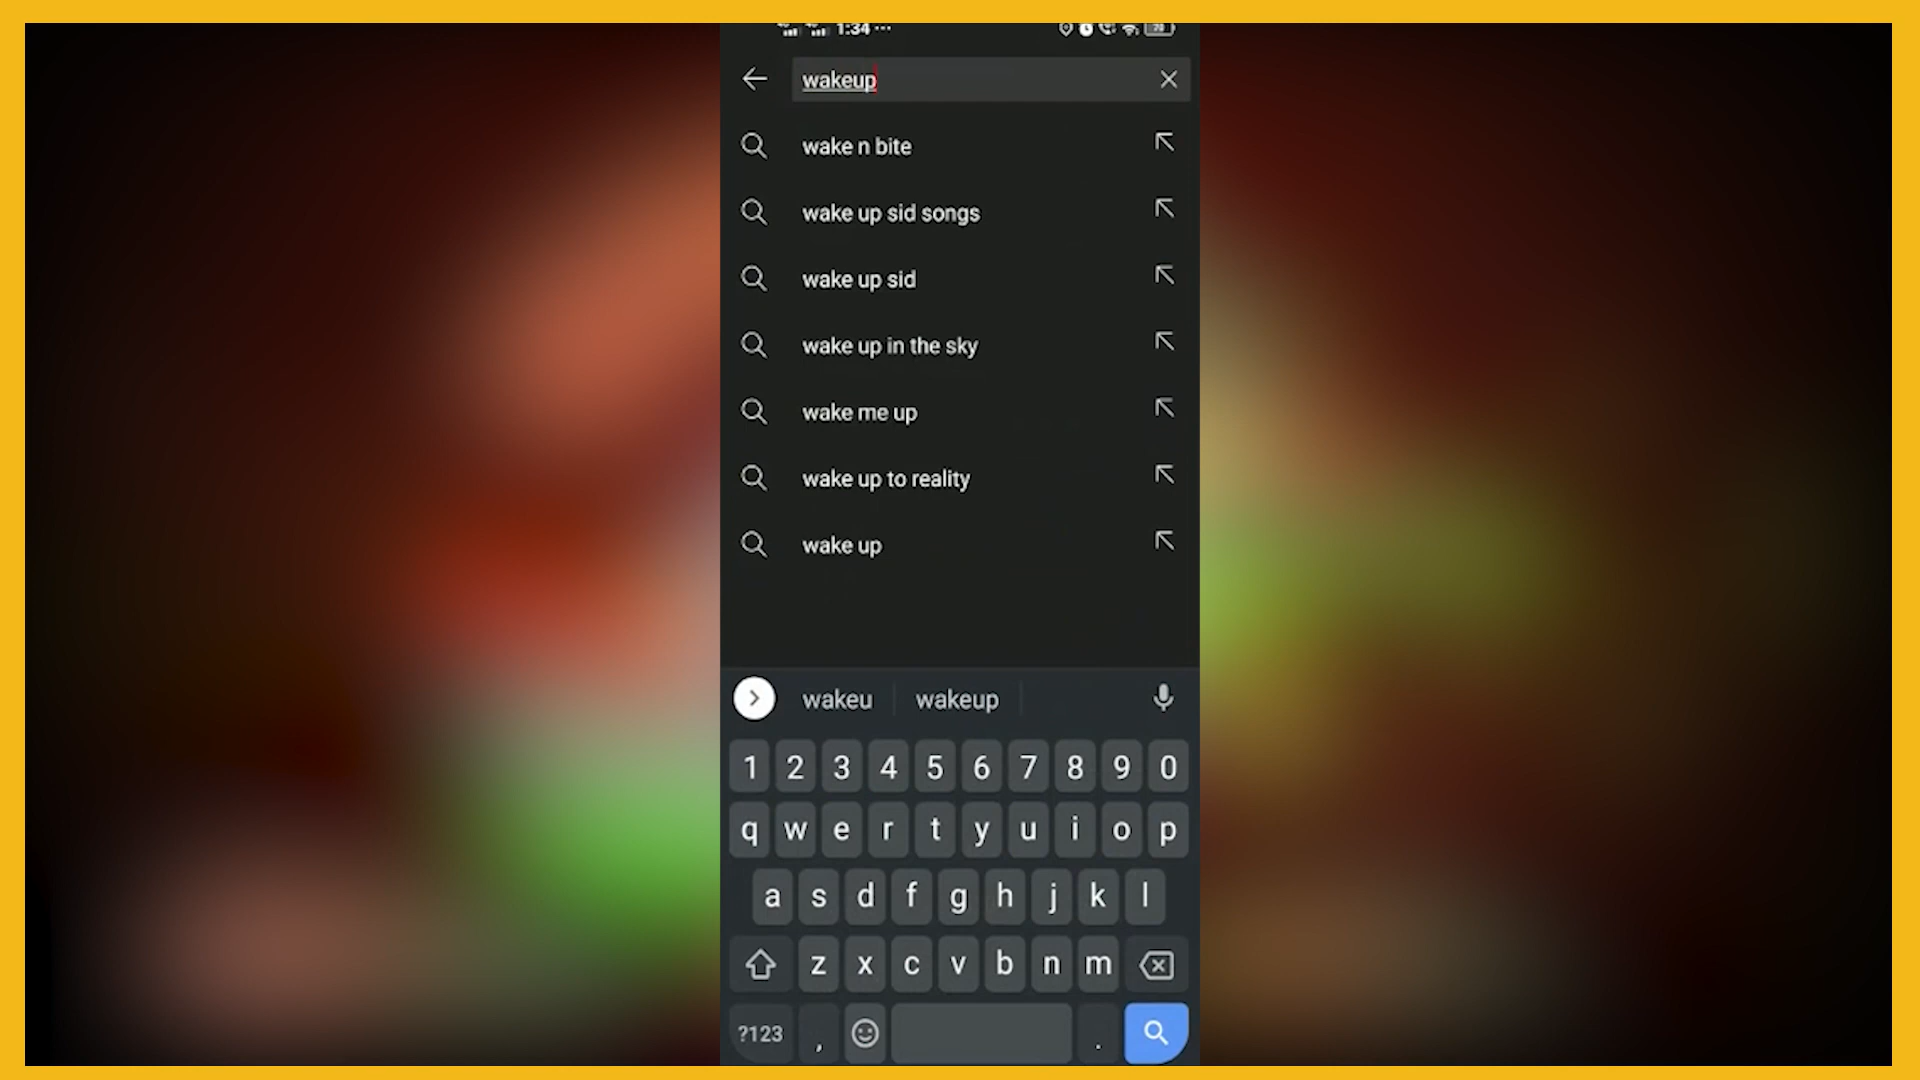 1:34 ...
wakeup
wake n bite
wake up sid songs
wake up sid
wake up in the sky
wake me up
wake up to reality
wake up
wakeu wakeup
1 2 3 4 5 6 7 8 9 0
q w e r t y u i o p
a s d f g h j k l
z x c v b n m
?123 , .